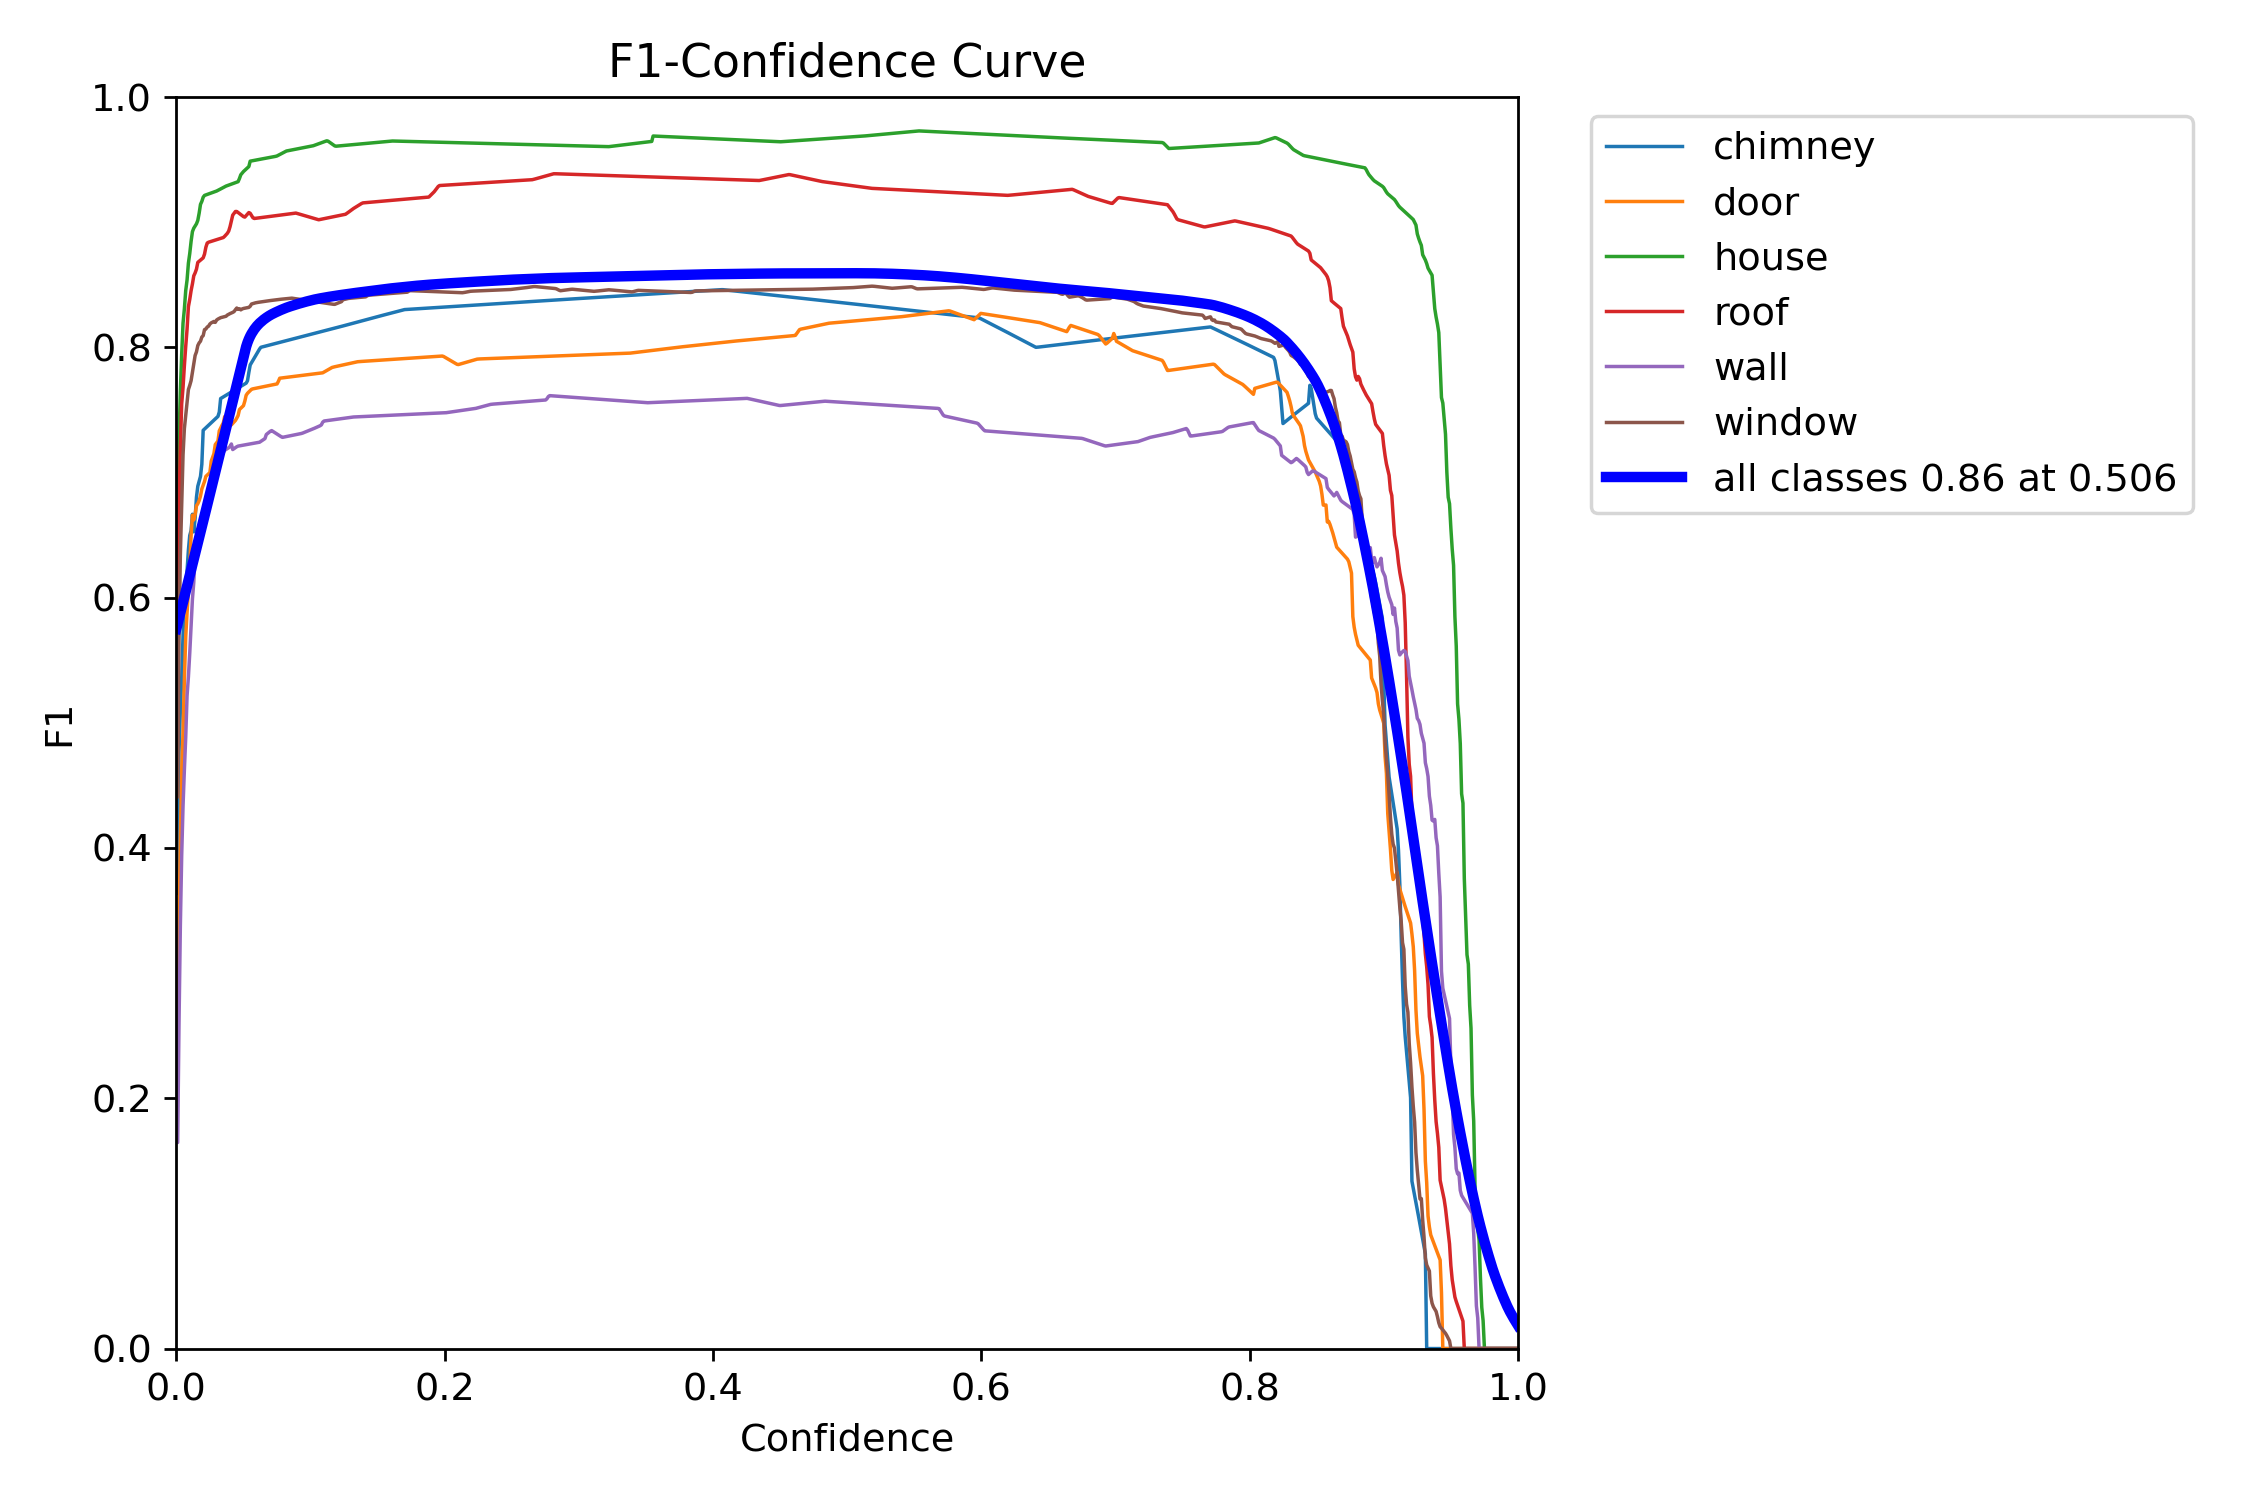 F1-Confidence Curve
1.0
0.8
0.6
0.4
0.2
0.0
F1
0.0 0.2 0.4 0.6 0.8 1.0
Confidence
chimney
door
house
roof
wall
window
all classes 0.86 at 0.506